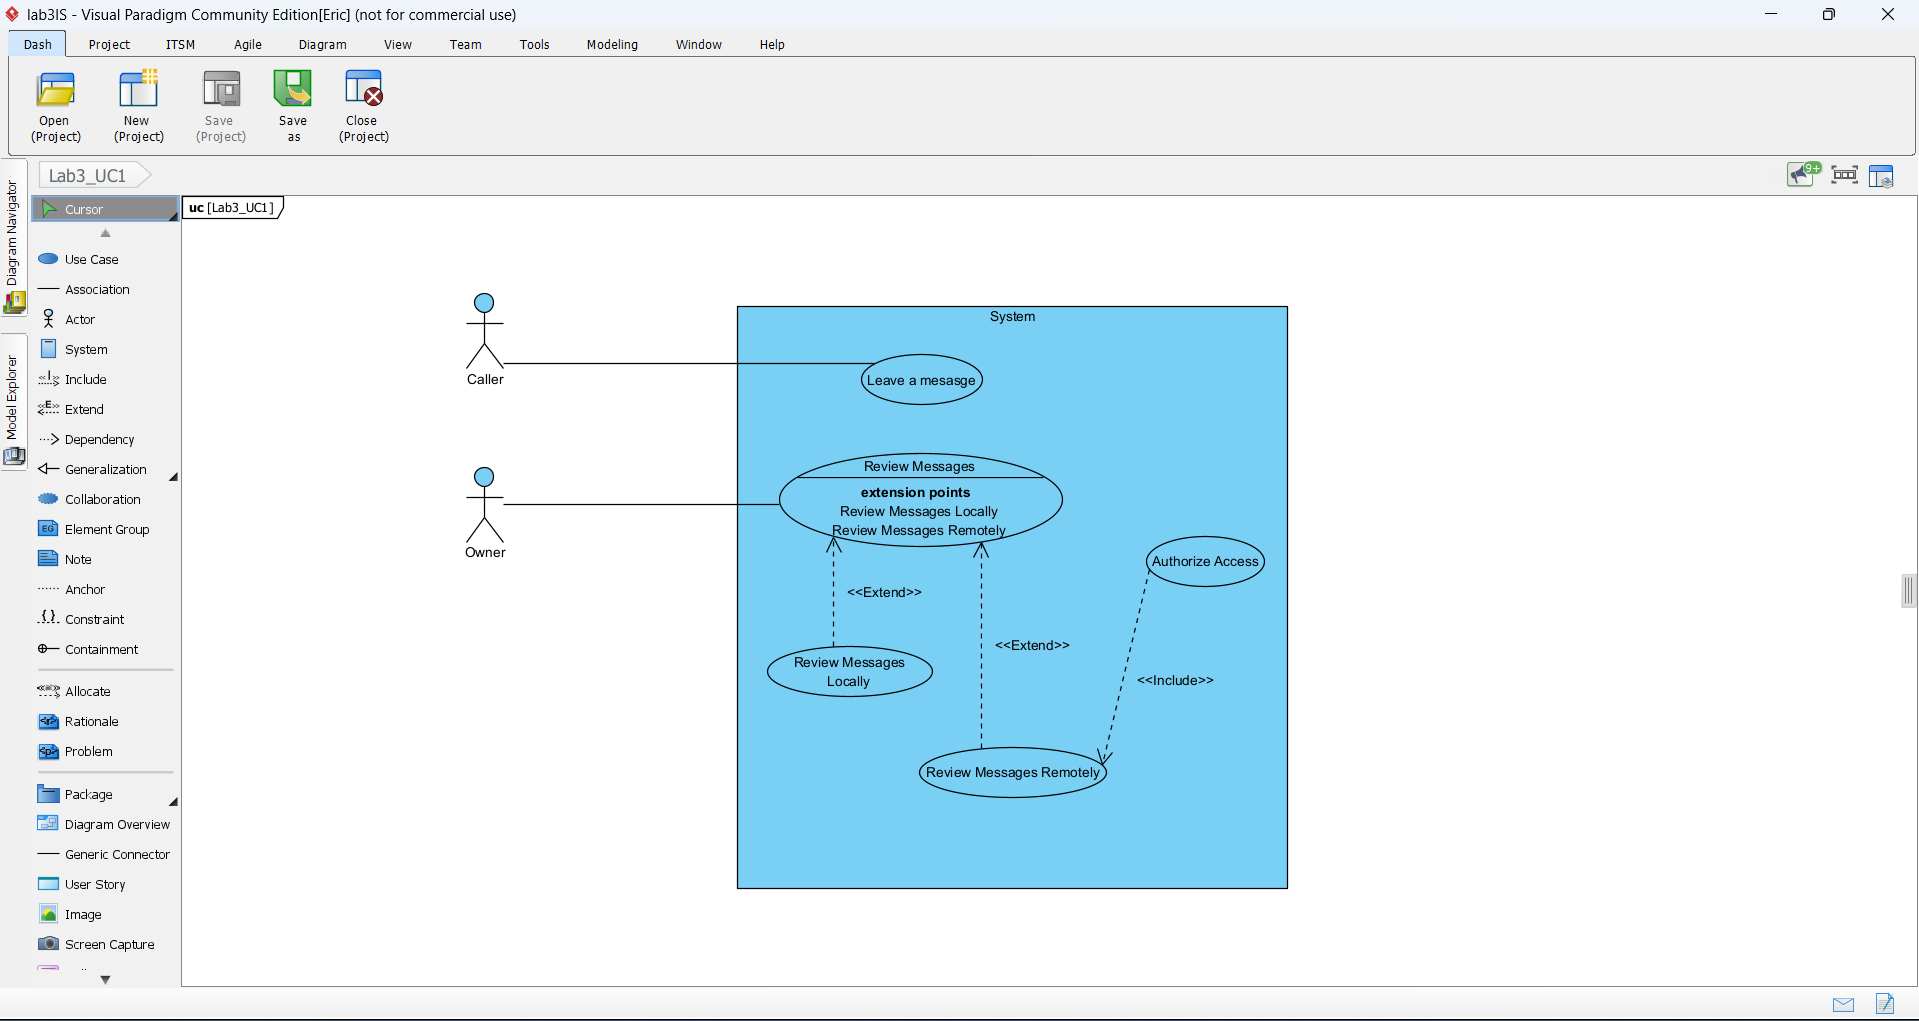 lab3IS - Visual Paradigm Community Edition[Eric] (not for commercial use)
Dash Project ITSM Agile Diagram View Team Tools Modeling Window Help
Open (Project)
New (Project)
Save (Project)
Save as
Close (Project)
Lab3_UC1
9+
Diagram Navigator
Model Explorer
Cursor
Use Case
Association
Actor
System
Include
Extend
Dependency
Generalization
Collaboration
EG Element Group
Note
Anchor
Constraint
Containment
Allocate
Rationale
Problem
Package
Diagram Overview
Generic Connector
User Story
Image
Screen Capture
uc [Lab3_UC1]
Caller
Owner
System
Leave a mesasge
Review Messages
extension points
Review Messages Locally
Review Messages Remotely
Authorize Access
<<Extend>>
<<Extend>>
<<Include>>
Review Messages
Locally
Review Messages Remotely